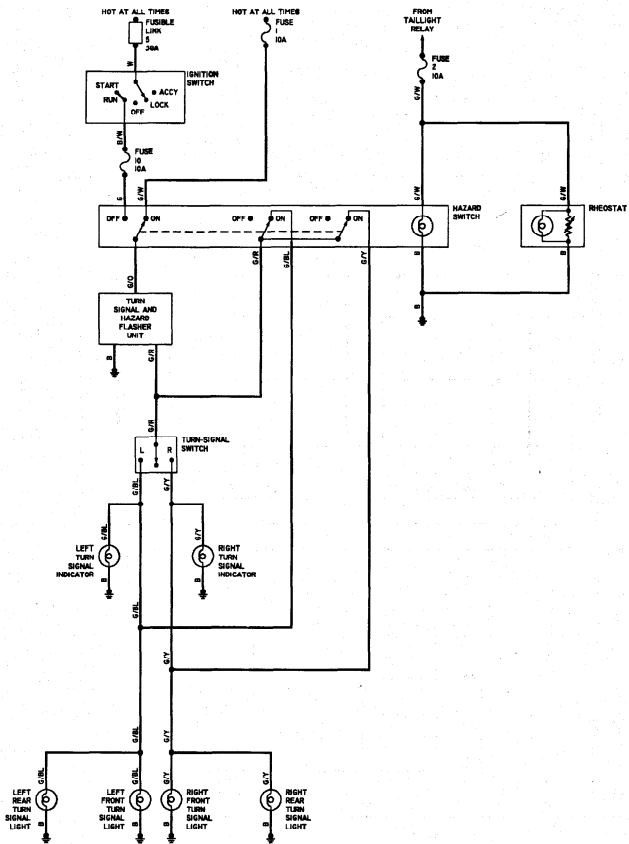 HOT AT ALL TIMES
FUSIBLE
LINK
5
30A
W
HOT AT ALL TIMES
FUSE
1
10A
FROM
TAILLIGHT
RELAY
FUSE
2
10A
G/W
IGNITION
SWITCH
START
RUN
ACCY
LOCK
OFF
B/W
FUSE
10
10A
G
G/W
G/W
G/W
HAZARD
SWITCH
RHEOSTAT
OFF
ON
OFF
ON
OFF
ON
G/O
G/R
G/BL
G/Y
B
B
TURN
SIGNAL AND
HAZARD
FLASHER
UNIT
B
G/R
G/R
TURN-SIGNAL
SWITCH
L
R
G/BL
G/Y
G/BL
G/Y
LEFT
TURN
SIGNAL
INDICATOR
RIGHT
TURN
SIGNAL
INDICATOR
B
B
G/BL
G/Y
G/BL
G/Y
G/BL
G/BL
G/Y
G/Y
LEFT
REAR
TURN
SIGNAL
LIGHT
LEFT
FRONT
TURN
SIGNAL
LIGHT
RIGHT
FRONT
TURN
SIGNAL
LIGHT
RIGHT
REAR
TURN
SIGNAL
LIGHT
B
B
B
B